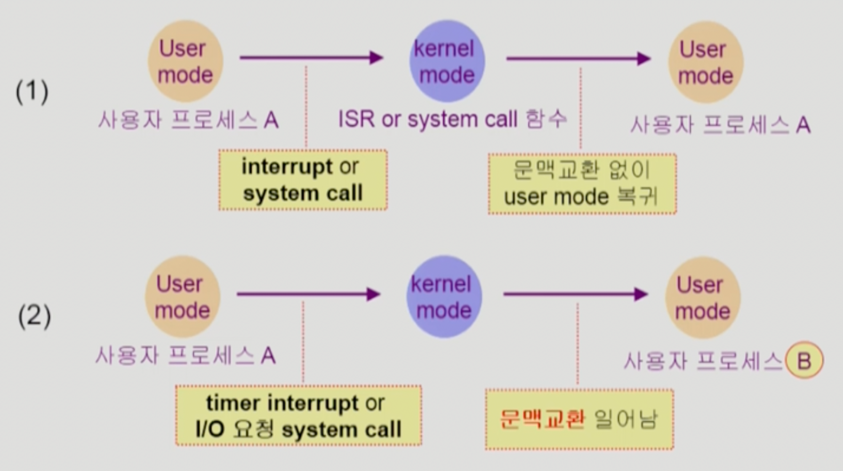 (1)
User
mode
kernel
mode
User
mode
사용자 프로세스 A
ISR or system call 함수
사용자 프로세스 A
interrupt or
system call
문맥교환 없이
user mode 복귀
(2)
User
mode
kernel
mode
User
mode
사용자 프로세스 A
사용자 프로세스 B
timer interrupt or
I/O 요청 system call
문맥교환 일어남